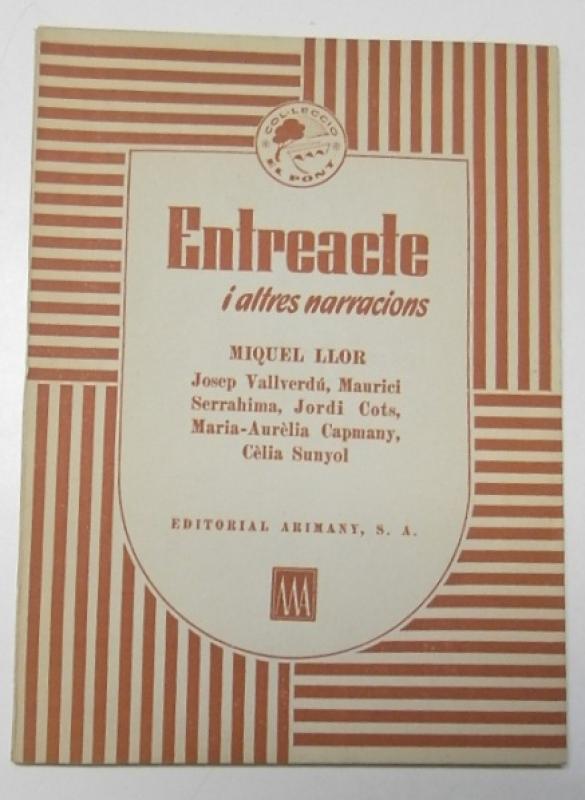 COL·LECCIÓ
EL PONT
Entreacte
i altres narracions
MIQUEL LLOR
Josep Vallverdú, Maurici
Serrahima, Jordi Cots,
Maria-Aurèlia Capmany,
Cèlia Sunyol
EDITORIAL ARIMANY, S. A.